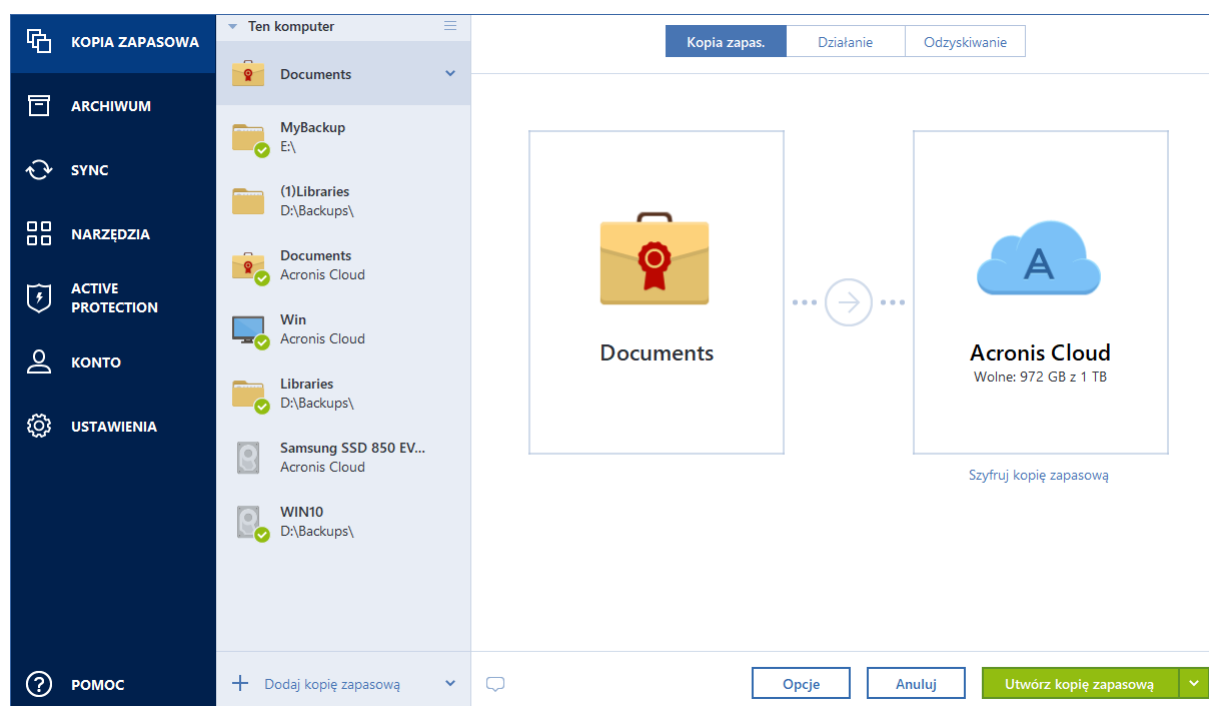 KOPIA ZAPASOWA
ARCHIWUM
SYNC
NARZĘDZIA
ACTIVE
PROTECTION
KONTO
USTAWIENIA
POMOC
Ten komputer
Documents
MyBackup
E:\
(1)Libraries
D:\Backups\
Documents
Acronis Cloud
Win
Acronis Cloud
Libraries
D:\Backups\
Samsung SSD 850 EV...
Acronis Cloud
WIN10
D:\Backups\
Dodaj kopię zapasową
Kopia zapas.
Działanie
Odzyskiwanie
Documents
A
Acronis Cloud
Wolne: 972 GB z 1 TB
Szyfruj kopię zapasową
Opcje
Anuluj
Utwórz kopię zapasową